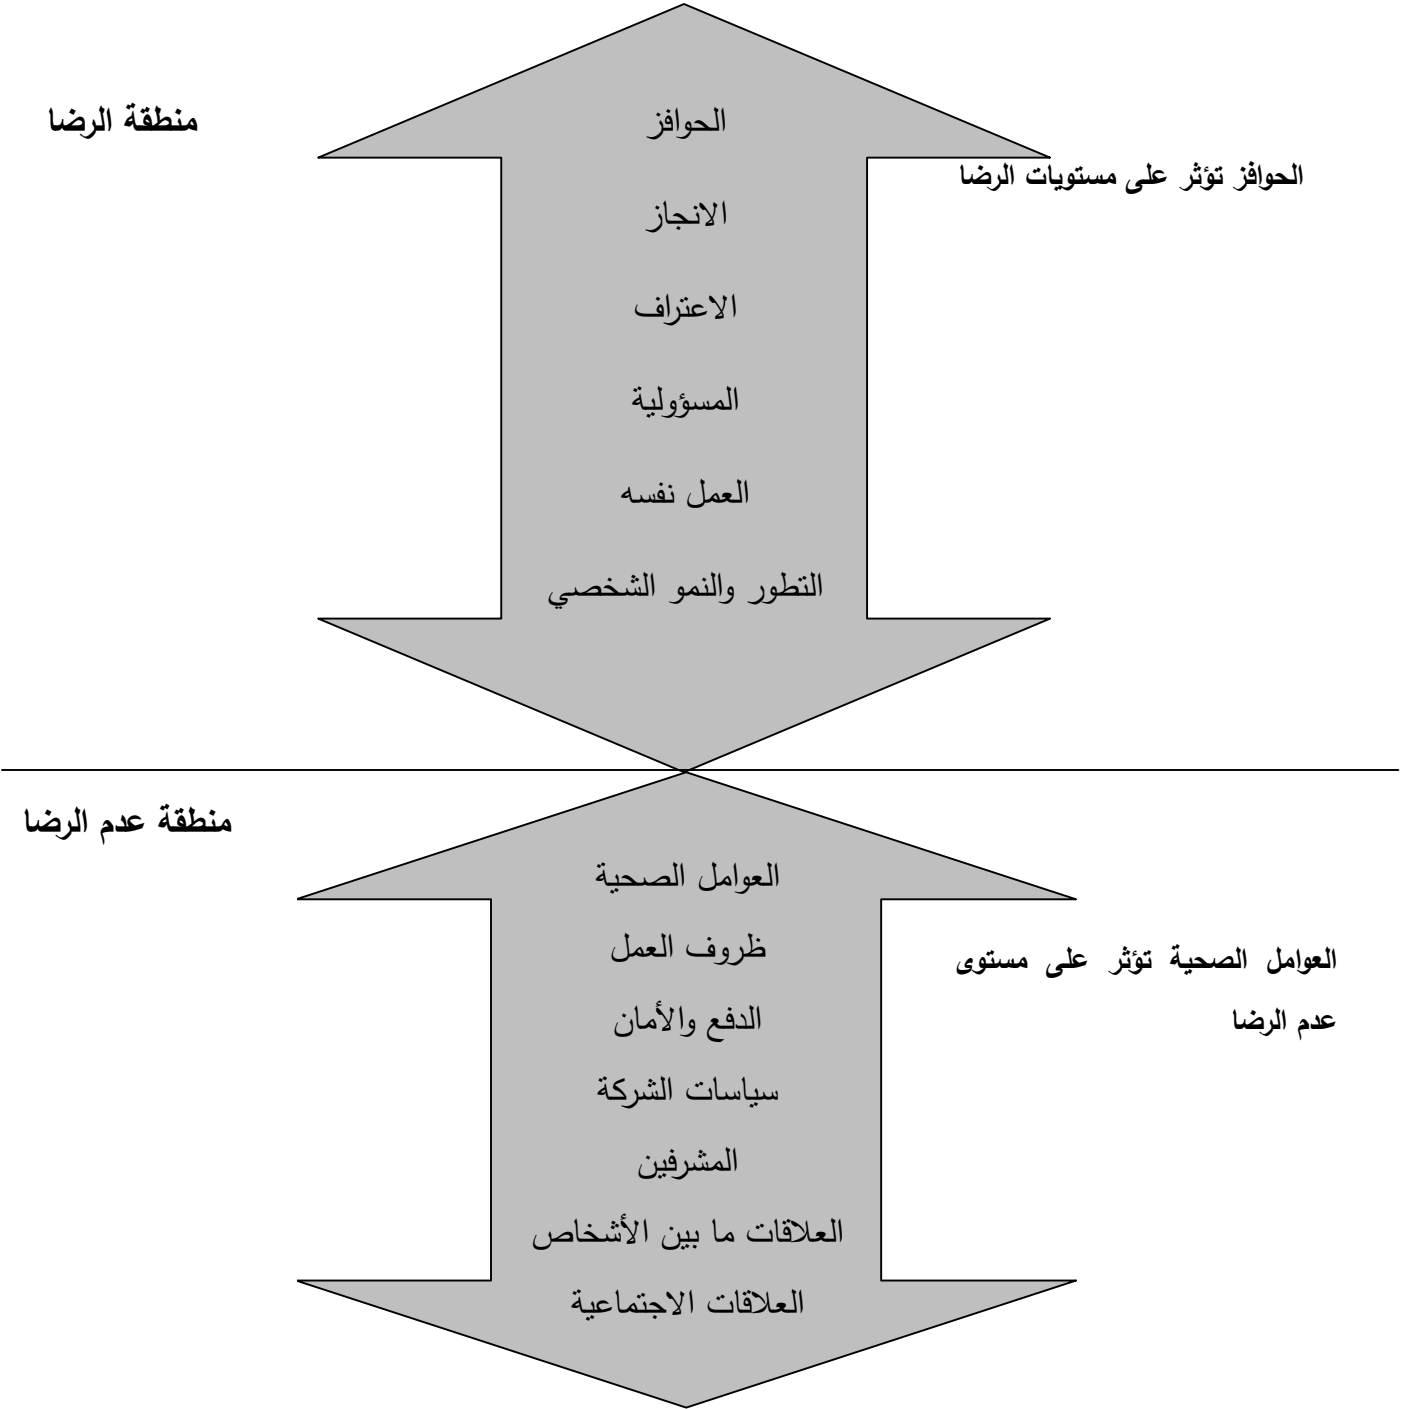 منطقة الرضا
الحوافز
الحوافز تؤثر على مستويات الرضا
الانجاز
الاعتراف
المسؤولية
العمل نفسه
التطور والنمو الشخصي
منطقة عدم الرضا
العوامل الصحية
ظروف العمل
العوامل الصحية تؤثر على مستوى
عدم الرضا
الدفع والأمان
سياسات الشركة
المشرفين
العلاقات ما بين الأشخاص
العلاقات الاجتماعية